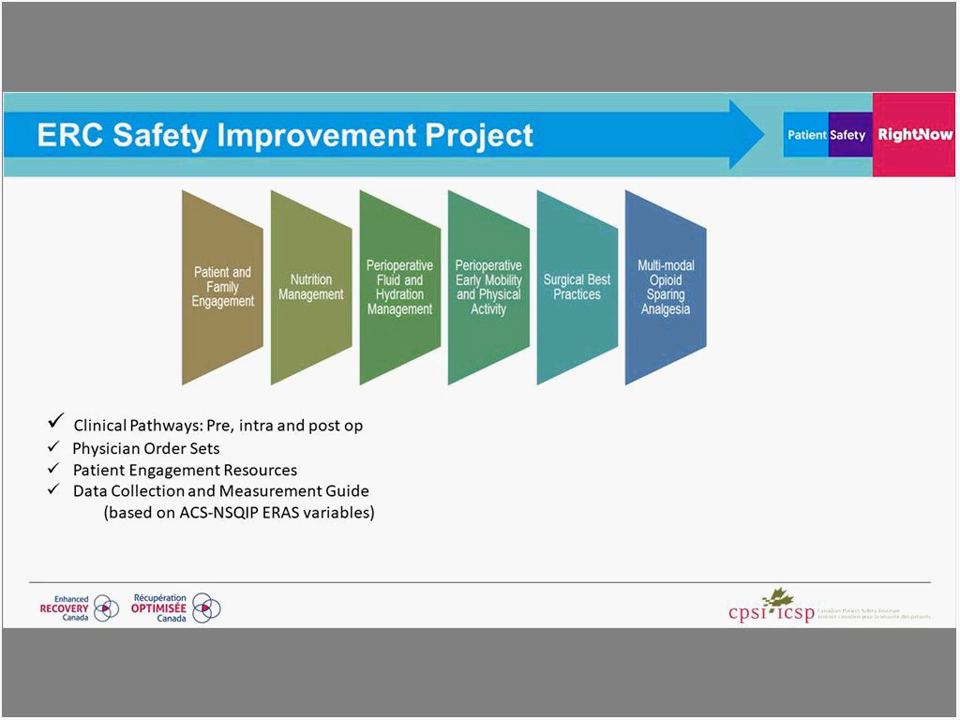 ERC Safety Improvement Project
Patient Safety
RightNow
Patient and
Family
Engagement
Nutrition
Management
Perioperative
Fluid and
Hydration
Management
Perioperative
Early Mobility
and Physical
Activity
Surgical Best
Practices
Multi-modal
Opioid
Sparing
Analgesia
✓ Clinical Pathways: Pre, intra and post op
✓ Physician Order Sets
✓ Patient Engagement Resources
✓ Data Collection and Measurement Guide
(based on ACS-NSQIP ERAS variables)
Enhanced
RECOVERY
Canada
Récupération
OPTIMISÉE
Canada
cpsi icsp
Canadian Patient Safety Institute
Institut canadien pour la sécurité des patients